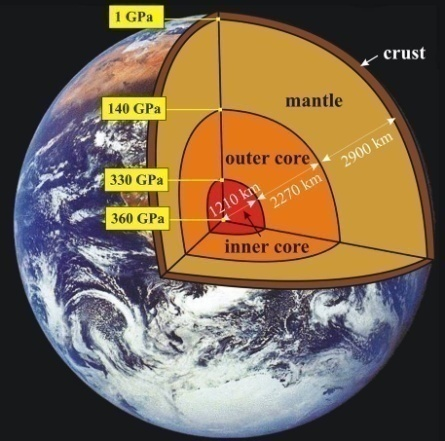 1 GPa
crust
mantle
140 GPa
outer core
2900 km
330 GPa
2270 km
1210 km
360 GPa
inner core